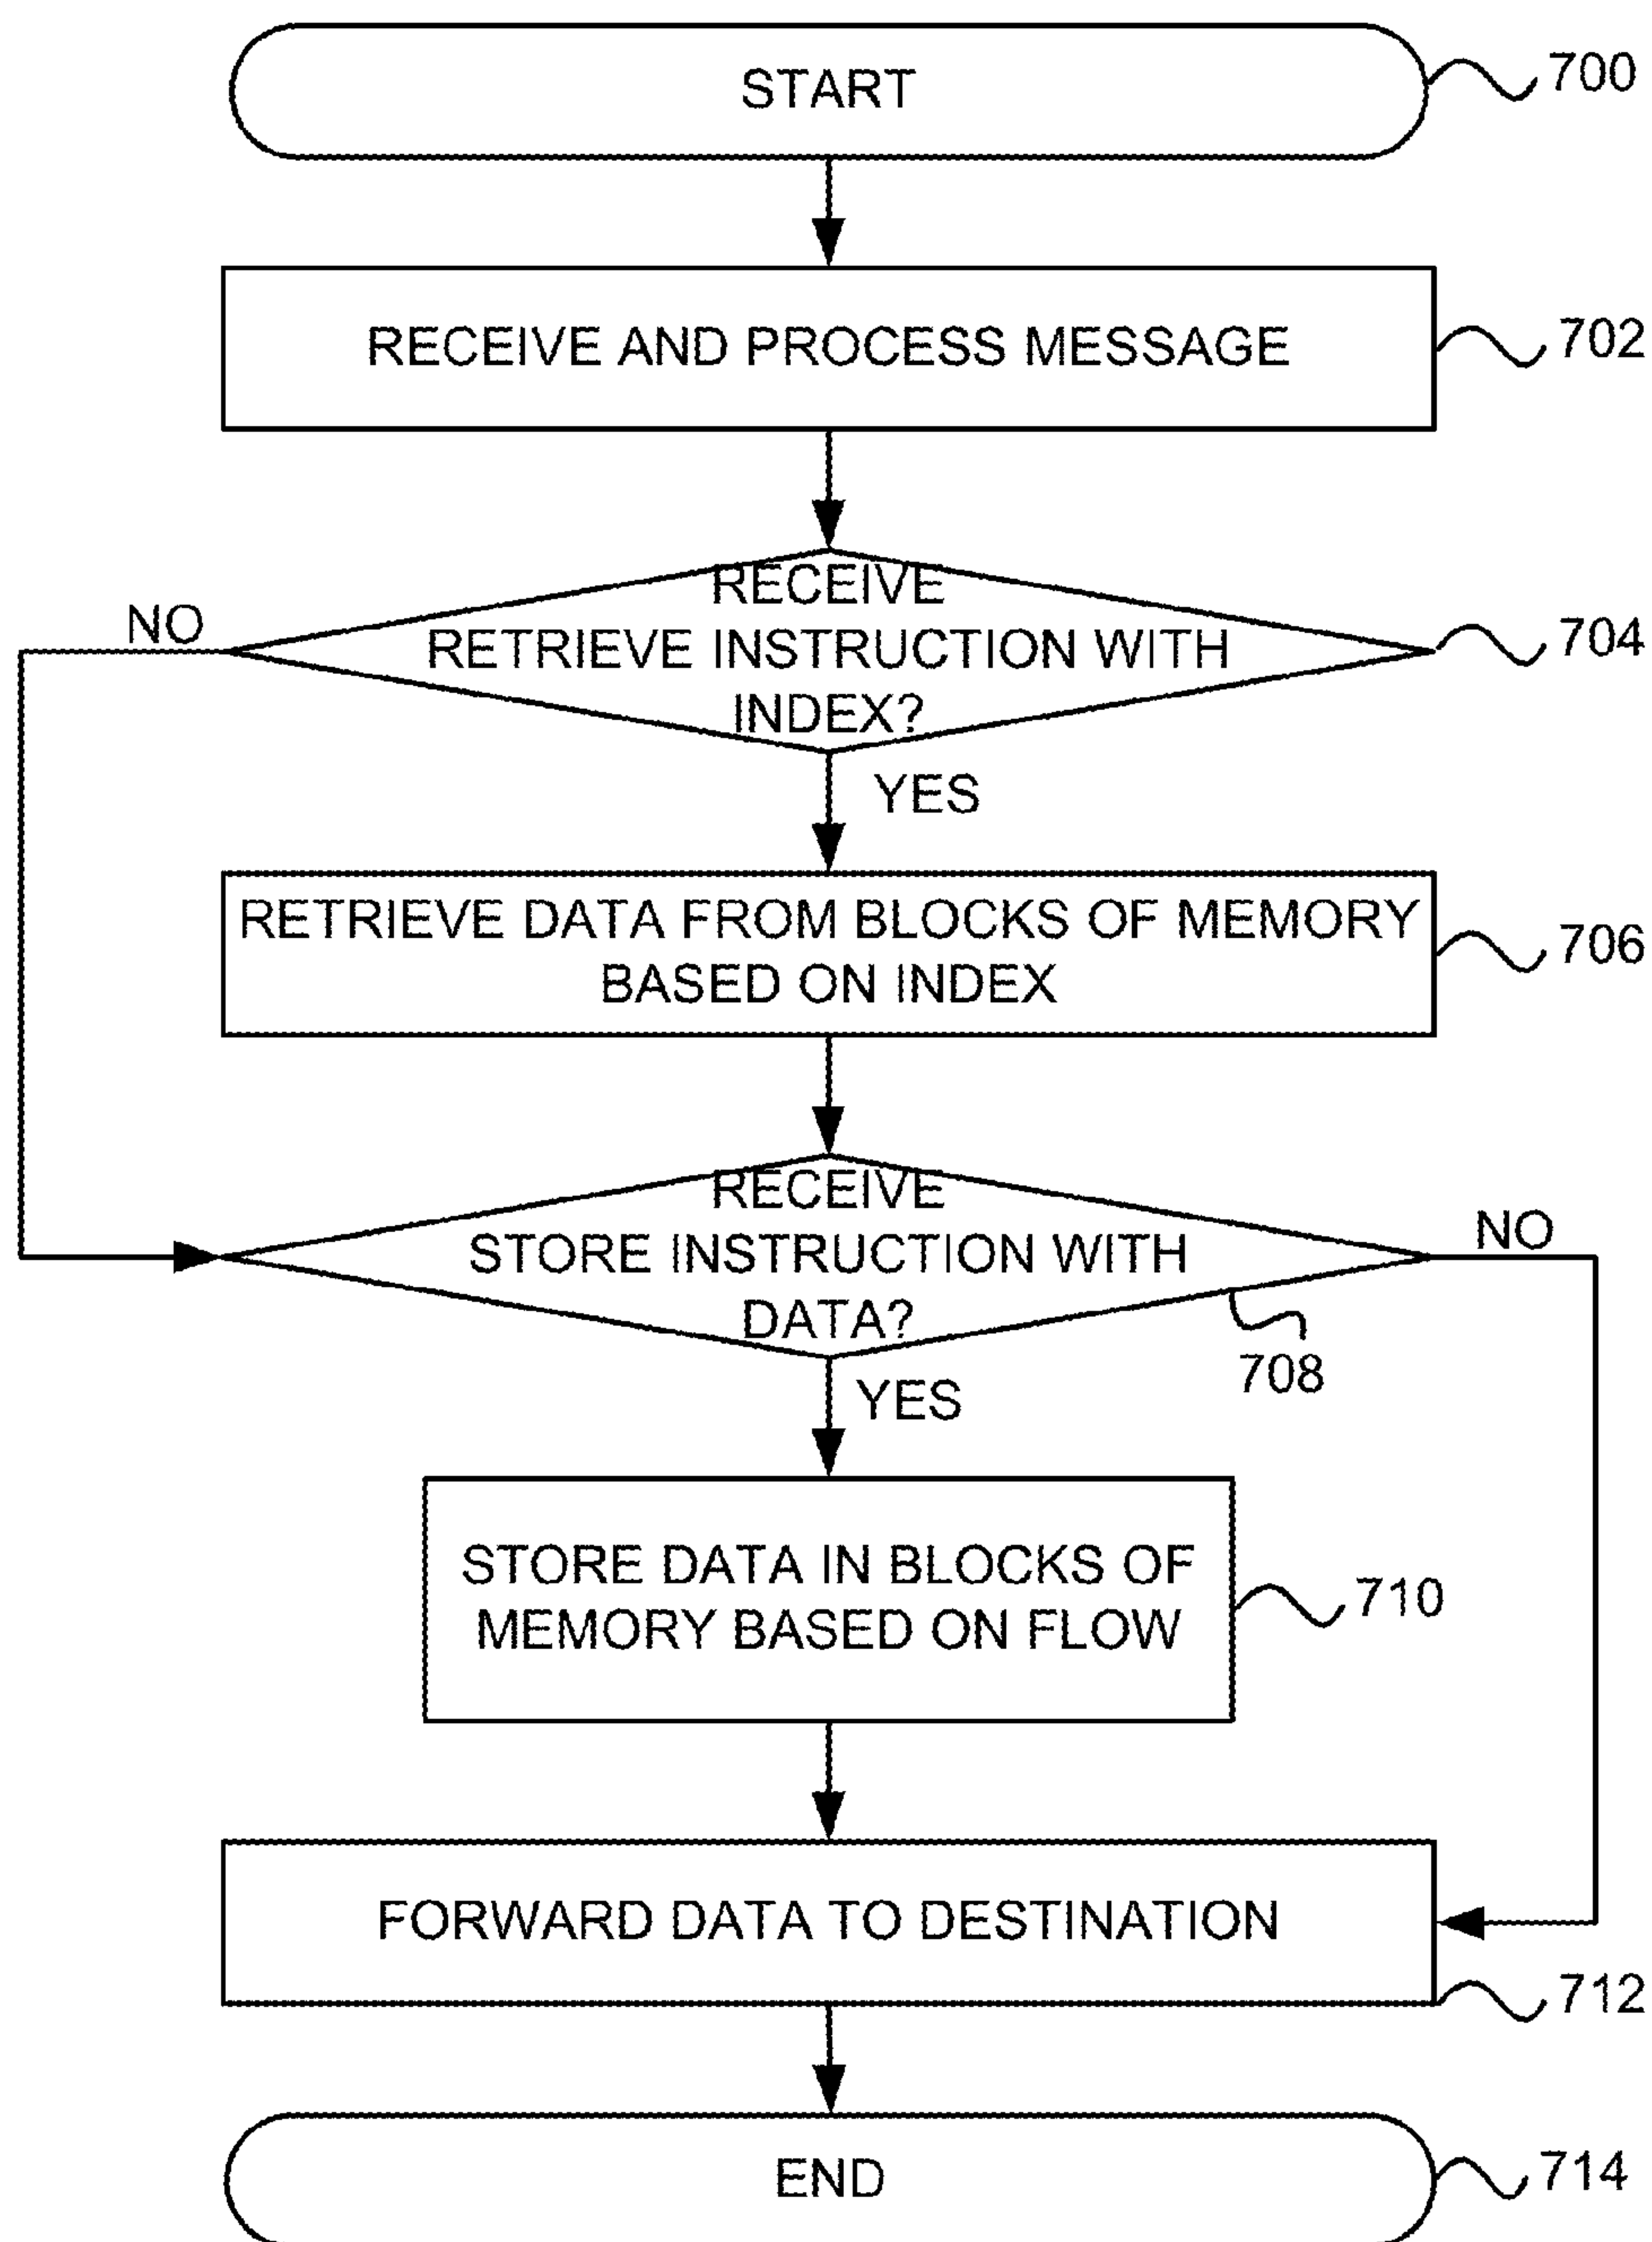 START
700
RECEIVE AND PROCESS MESSAGE
702
RECEIVE
RETRIEVE INSTRUCTION WITH
INDEX?
704
NO
YES
RETRIEVE DATA FROM BLOCKS OF MEMORY
BASED ON INDEX
706
RECEIVE
STORE INSTRUCTION WITH
DATA?
NO
708
YES
STORE DATA IN BLOCKS OF
MEMORY BASED ON FLOW
710
FORWARD DATA TO DESTINATION
712
END
714